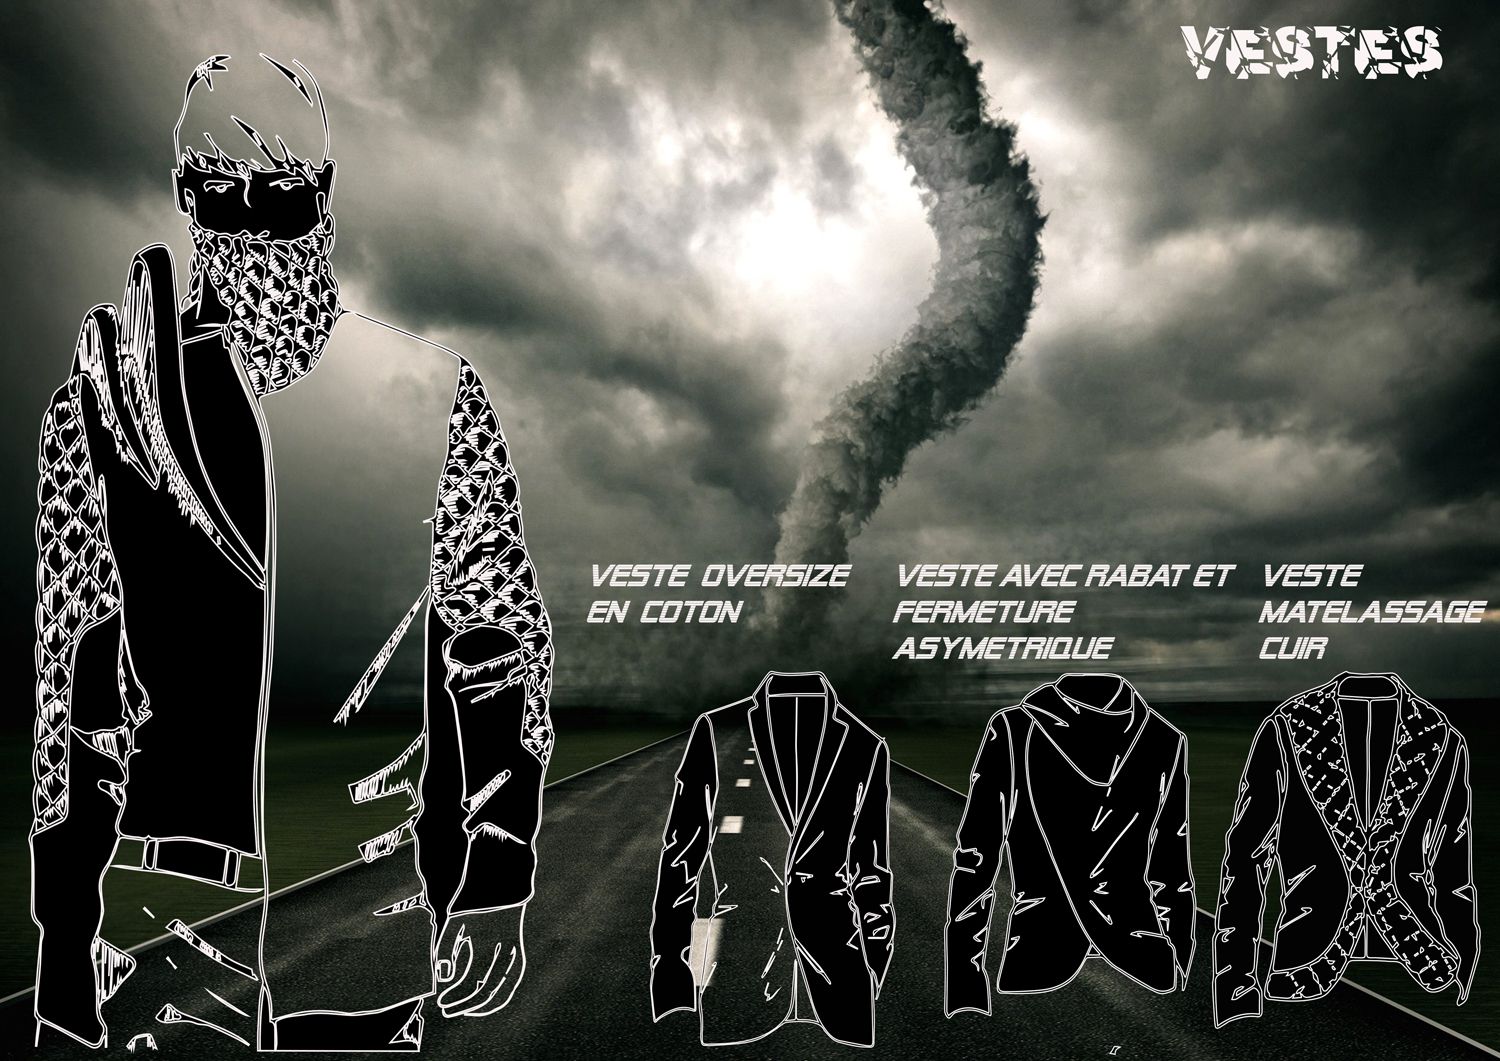 VESTES
VESTE OVERSIZE
EN COTON
VESTE AVEC RABAT ET
FERMETURE
ASYMETRIQUE
VESTE
MATELASSAGE
CUIR